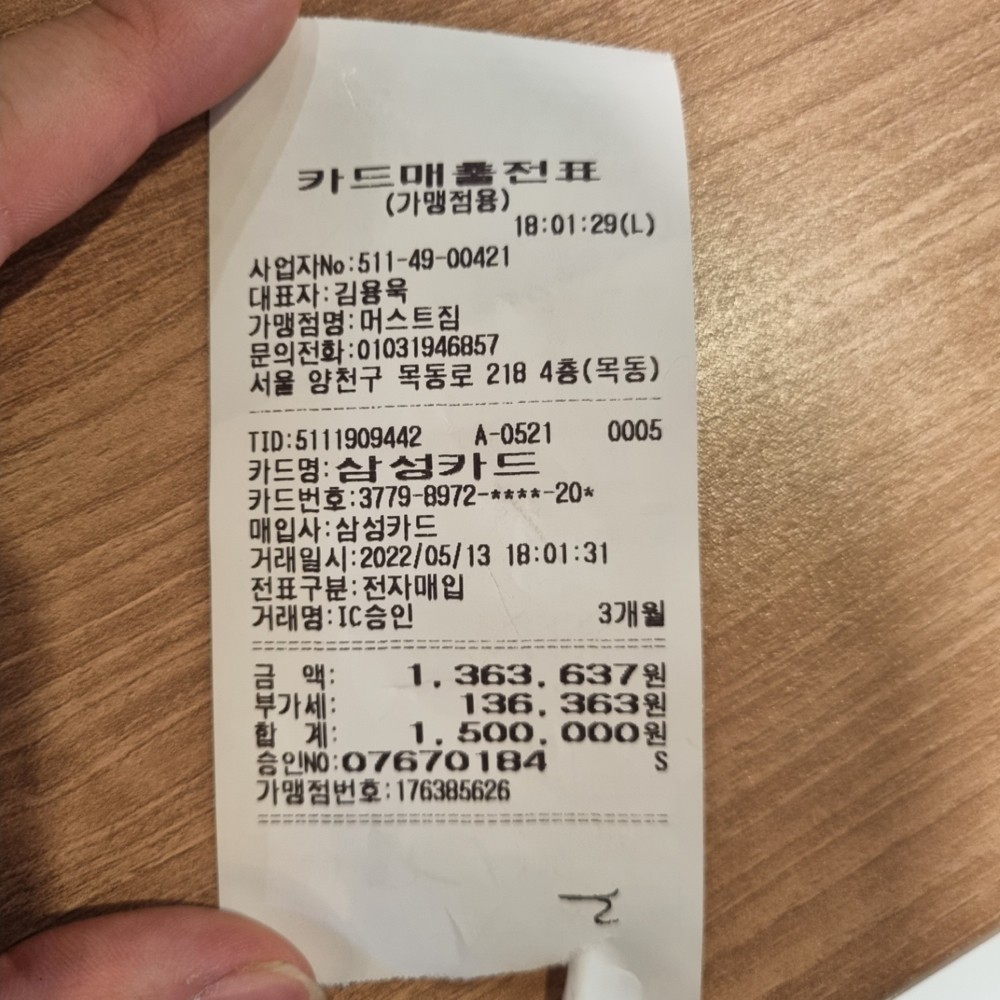 카드매출전표
(가맹점용)
18:01:29(L)
사업자No:511-49-00421
대표자:김용욱
가맹점명:머스트짐
문의전화:01031946857
서울 양천구 목동로 218 4층(목동)
TID:5111909442 A-0521 0005
카드명:삼성카드
카드번호:3779-8972-****-20*
매입사:삼성카드
거래일시:2022/05/13 18:01:31
전표구분:전자매입
거래명:IC승인 3개월
금 액: 1,363,637원
부가세: 136,363원
합 계: 1,500,000원
승인NO:07670184 S
가맹점번호:176385626